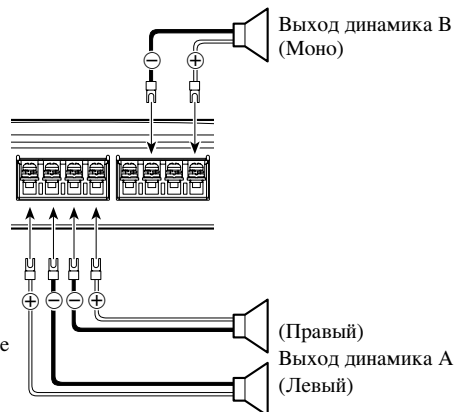 Выход динамика B
(Моно)
− +
+ − − +
е
(Правый)
Выход динамика A
(Левый)